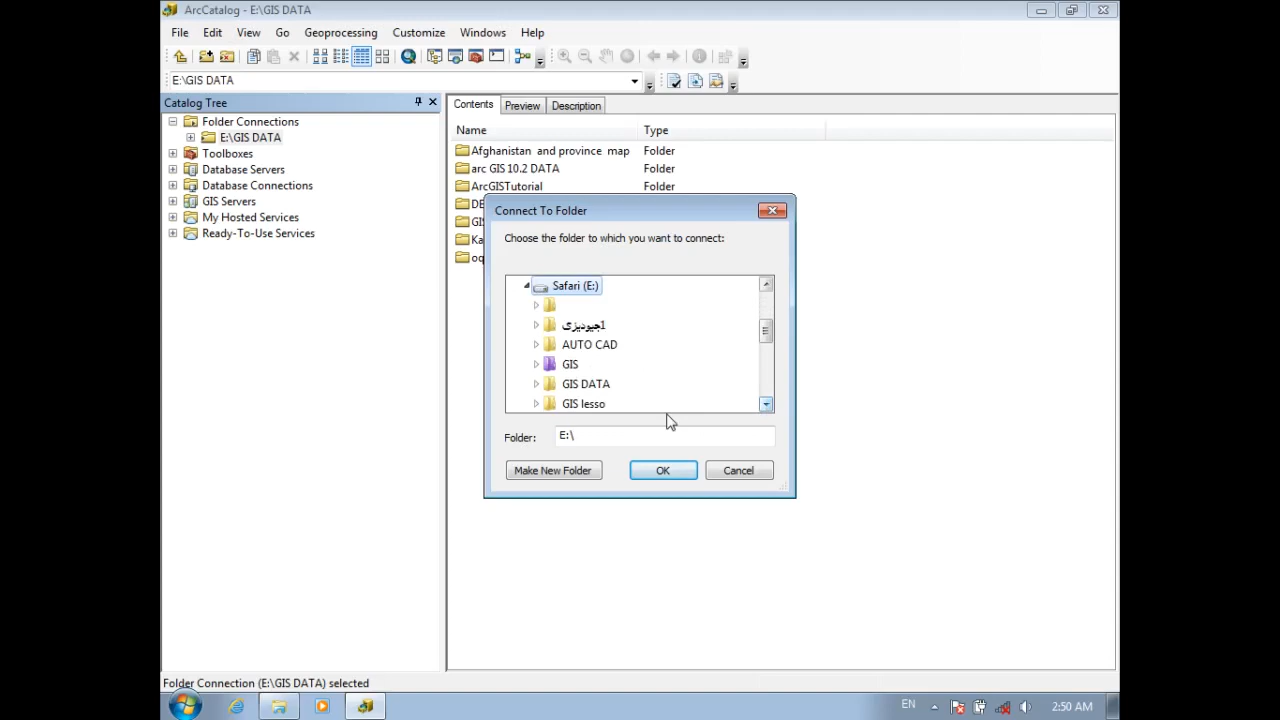 ArcCatalog - E:\GIS DATA
File Edit View Go Geoprocessing Customize Windows Help
E:\GIS DATA
Catalog Tree
Folder Connections
E:\GIS DATA
Toolboxes
Database Servers
Database Connections
GIS Servers
My Hosted Services
Ready-To-Use Services
Contents Preview Description
Name Type
Afghanistan and province map Folder
arc GIS 10.2 DATA Folder
ArcGISTutorial Folder
DE
GIS
Ka
oq
Connect To Folder
Choose the folder to which you want to connect:
Safari (E:)
جیودیزی1
AUTO CAD
GIS
GIS DATA
GIS lesso
Folder: E:\
Make New Folder OK Cancel
Folder Connection (E:\GIS DATA) selected
EN 2:50 AM